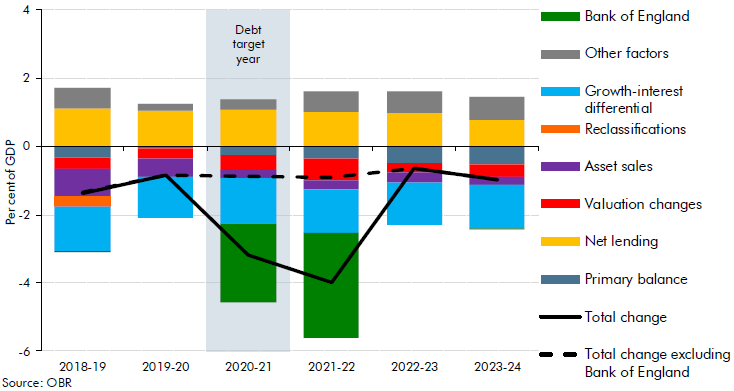 4
2
0
-2
-4
-6
Per cent of GDP
Debt
target
year
2018-19
2019-20
2020-21
2021-22
2022-23
2023-24
Bank of England
Other factors
Growth-interest
differential
Reclassifications
Asset sales
Valuation changes
Net lending
Primary balance
Total change
Total change excluding
Bank of England
Source: OBR